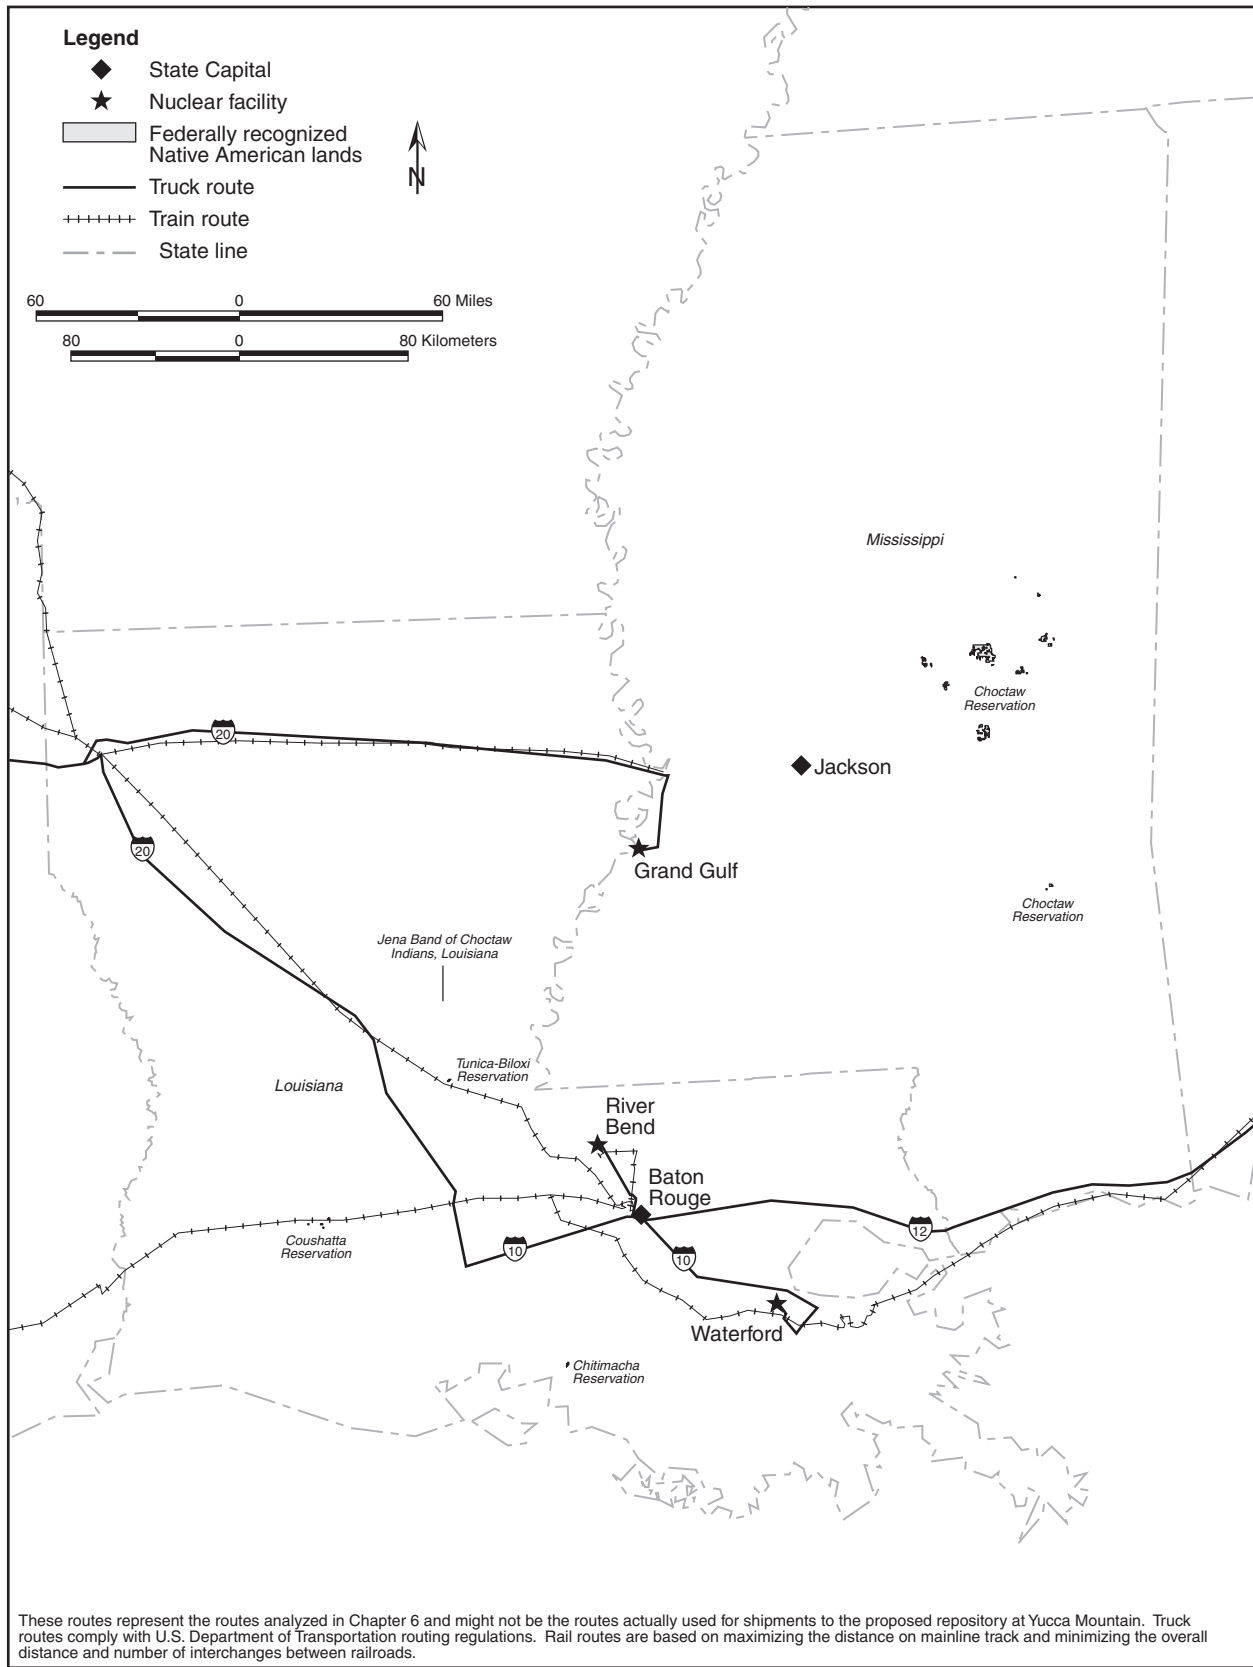 Legend
State Capital
Nuclear facility
Federally recognized
Native American lands
Truck route
Train route
State line
N
60 0 60 Miles
80 0 80 Kilometers
Mississippi
Choctaw
Reservation
20
Jackson
20
Grand Gulf
Choctaw
Reservation
Jena Band of Choctaw
Indians, Louisiana
Tunica-Biloxi
Reservation
Louisiana
River
Bend
Baton
Rouge
Coushatta
Reservation
10
10
12
Waterford
Chitimacha
Reservation
These routes represent the routes analyzed in Chapter 6 and might not be the routes actually used for shipments to the proposed repository at Yucca Mountain. Truck
routes comply with U.S. Department of Transportation routing regulations. Rail routes are based on maximizing the distance on mainline track and minimizing the overall
distance and number of interchanges between railroads.